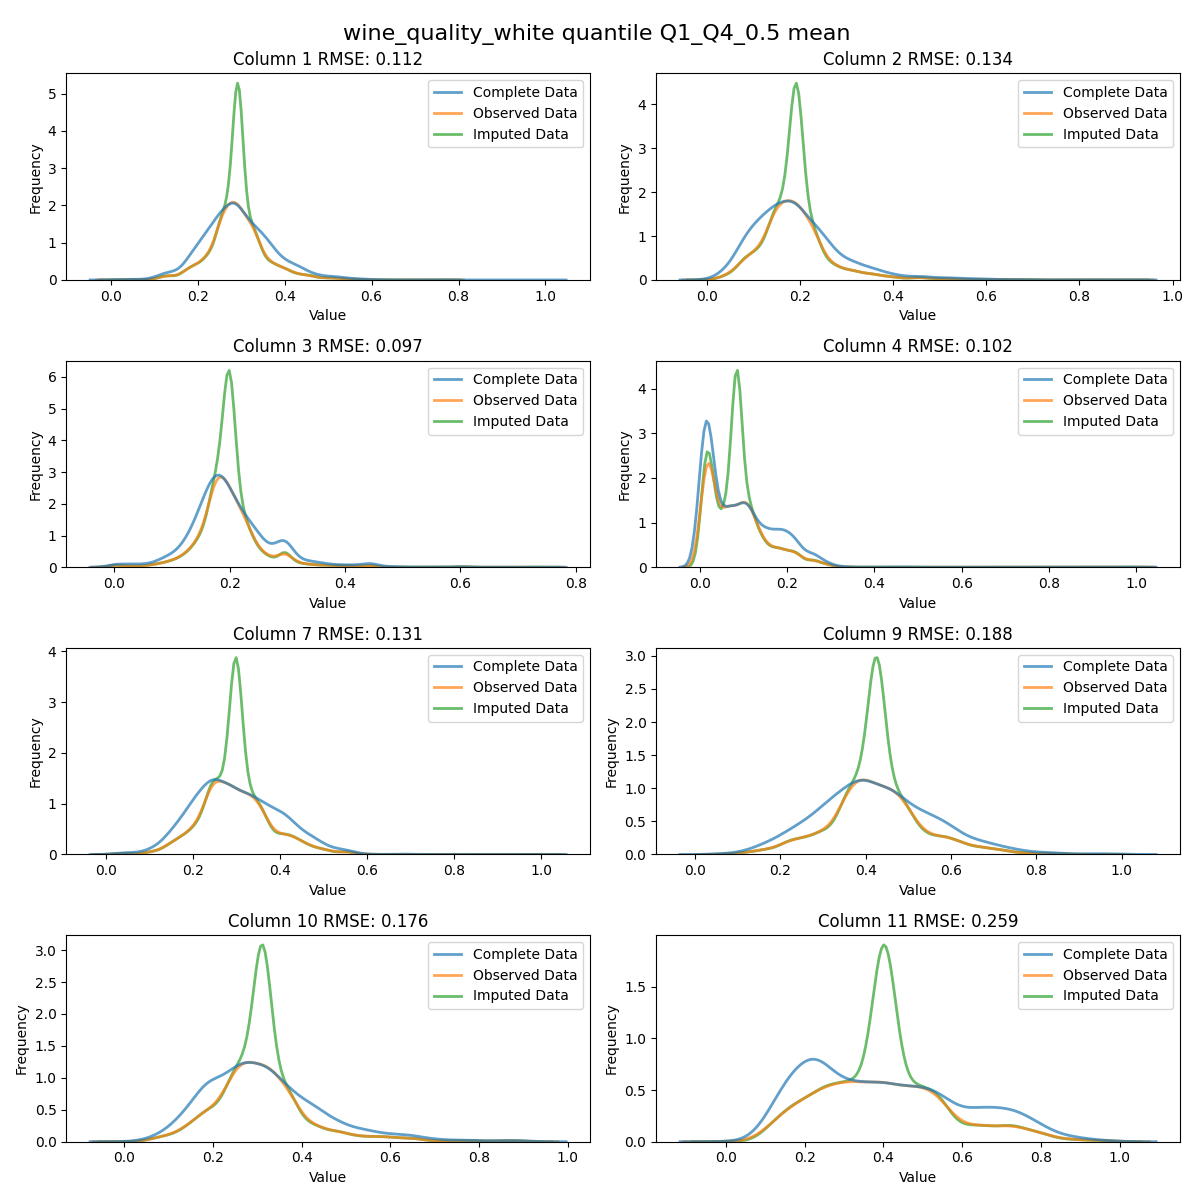 wine_quality_white quantile Q1_Q4_0.5 mean
Column 1 RMSE: 0.112
Frequency
5
4
3
2
1
0
0.0 0.2 0.4 0.6 0.8 1.0
Value
Complete Data
Observed Data
Imputed Data
Column 2 RMSE: 0.134
Frequency
4
3
2
1
0
0.0 0.2 0.4 0.6 0.8 1.0
Value
Complete Data
Observed Data
Imputed Data
Column 3 RMSE: 0.097
Frequency
6
5
4
3
2
1
0
0.0 0.2 0.4 0.6 0.8
Value
Complete Data
Observed Data
Imputed Data
Column 4 RMSE: 0.102
Frequency
4
3
2
1
0
0.0 0.2 0.4 0.6 0.8 1.0
Value
Complete Data
Observed Data
Imputed Data
Column 7 RMSE: 0.131
Frequency
4
3
2
1
0
0.0 0.2 0.4 0.6 0.8 1.0
Value
Complete Data
Observed Data
Imputed Data
Column 9 RMSE: 0.188
Frequency
3.0
2.5
2.0
1.5
1.0
0.5
0.0
0.0 0.2 0.4 0.6 0.8 1.0
Value
Complete Data
Observed Data
Imputed Data
Column 10 RMSE: 0.176
Frequency
3.0
2.5
2.0
1.5
1.0
0.5
0.0
0.0 0.2 0.4 0.6 0.8 1.0
Value
Complete Data
Observed Data
Imputed Data
Column 11 RMSE: 0.259
Frequency
1.5
1.0
0.5
0.0
0.0 0.2 0.4 0.6 0.8 1.0
Value
Complete Data
Observed Data
Imputed Data